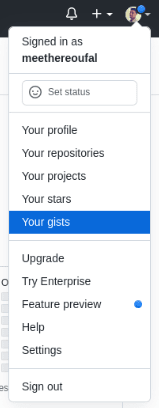 Signed in as
meethereoufal
Set status
Your profile
Your repositories
Your projects
Your stars
Your gists
Upgrade
Try Enterprise
Feature preview
Help
Settings
Sign out